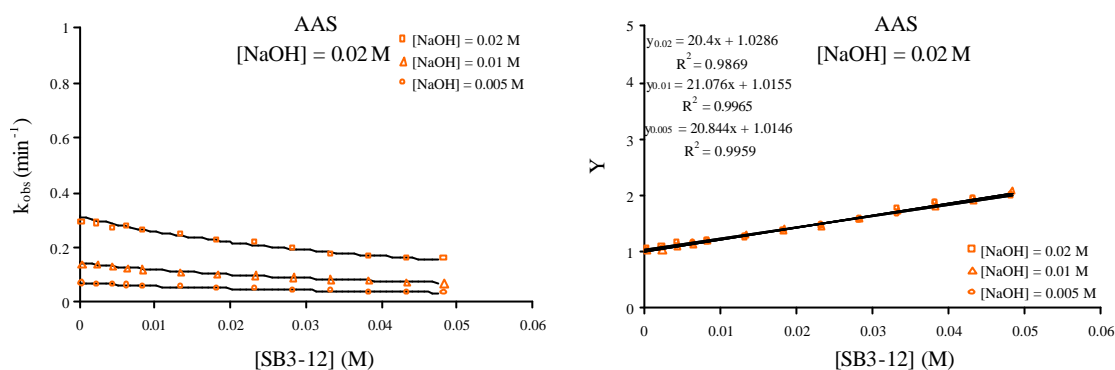 AAS
[NaOH] = 0.02 M
[NaOH] = 0.02 M
[NaOH] = 0.01 M
[NaOH] = 0.005 M
1
0.8
0.6
0.4
0.2
0
k_obs (min^-1)
0 0.01 0.02 0.03 0.04 0.05 0.06
[SB3-12] (M)
AAS
[NaOH] = 0.02 M
y_0.02 = 20.4x + 1.0286
R^2 = 0.9869
y_0.01 = 21.076x + 1.0155
R^2 = 0.9965
y_0.005 = 20.844x + 1.0146
R^2 = 0.9959
5
4
3
2
1
0
Y
[NaOH] = 0.02 M
[NaOH] = 0.01 M
[NaOH] = 0.005 M
0 0.01 0.02 0.03 0.04 0.05 0.06
[SB3-12] (M)